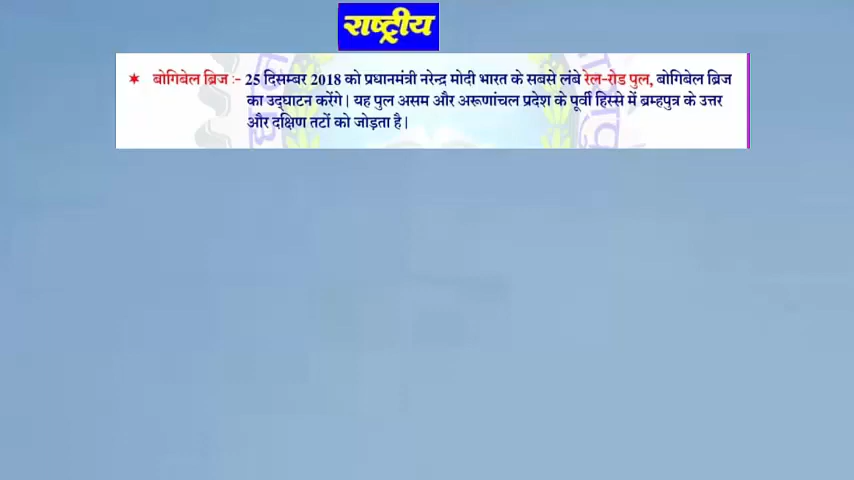 राष्ट्रीय
✶ बोगिबेल ब्रिज :- 25 दिसम्बर 2018 को प्रधानमंत्री नरेन्द्र मोदी भारत के सबसे लंबे रेल-रोड पुल, बोगिबेल ब्रिज
का उद्घाटन करेंगे। यह पुल असम और अरूणांचल प्रदेश के पूर्वी हिस्से में ब्रम्हपुत्र के उत्तर
और दक्षिण तटों को जोड़ता है।